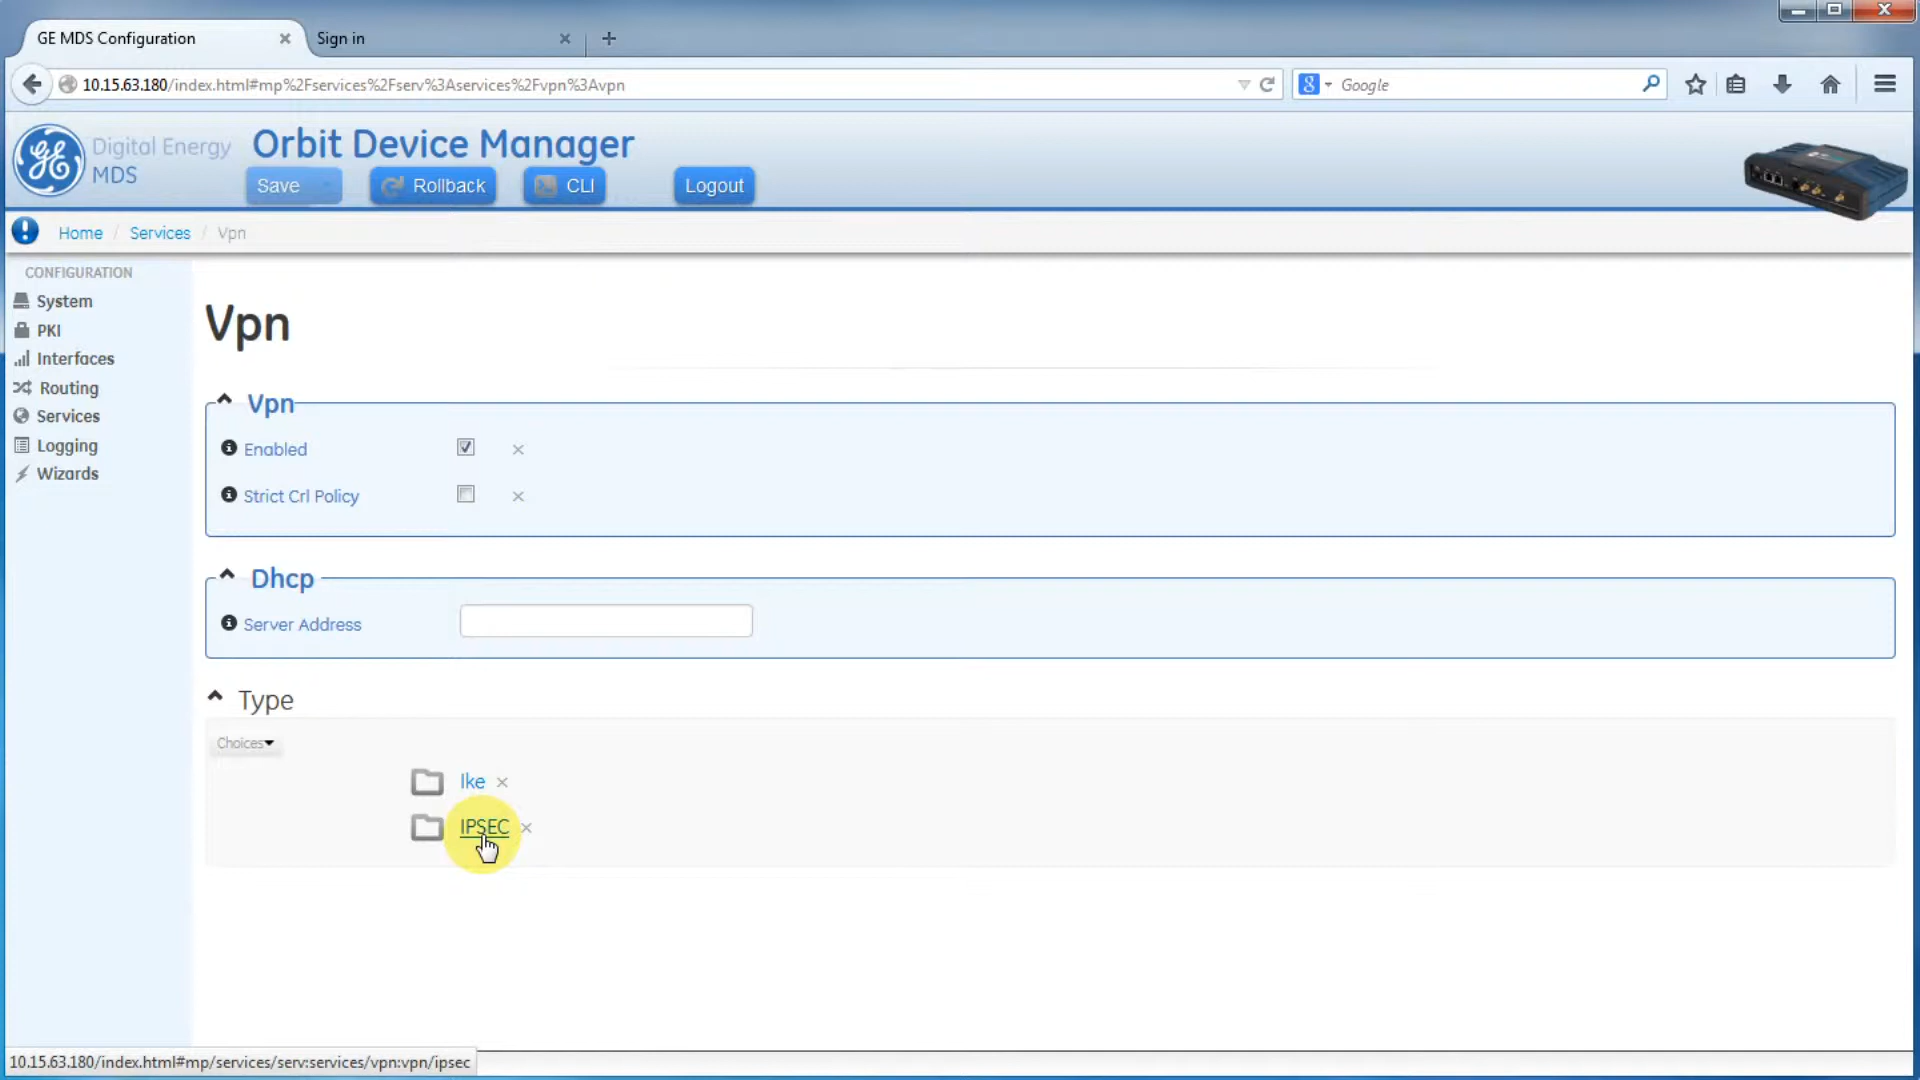 GE MDS Configuration
Sign in
10.15.63.180/index.html#mp%2Fservices%2Fserv%3Aservices%2Fvpn%3Avpn
Google
Digital Energy
MDS
Orbit Device Manager
Save
Rollback
CLI
Logout
Home / Services / Vpn
CONFIGURATION
System
PKI
Interfaces
Routing
Services
Logging
Wizards
Vpn
Vpn
Enabled
Strict Crl Policy
Dhcp
Server Address
Type
Choices
Ike
IPSEC
10.15.63.180/index.html#mp/services/serv:services/vpn:vpn/ipsec